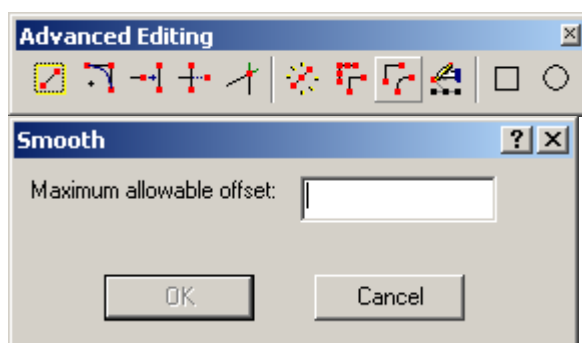 Advanced Editing
Smooth
Maximum allowable offset:
OK
Cancel